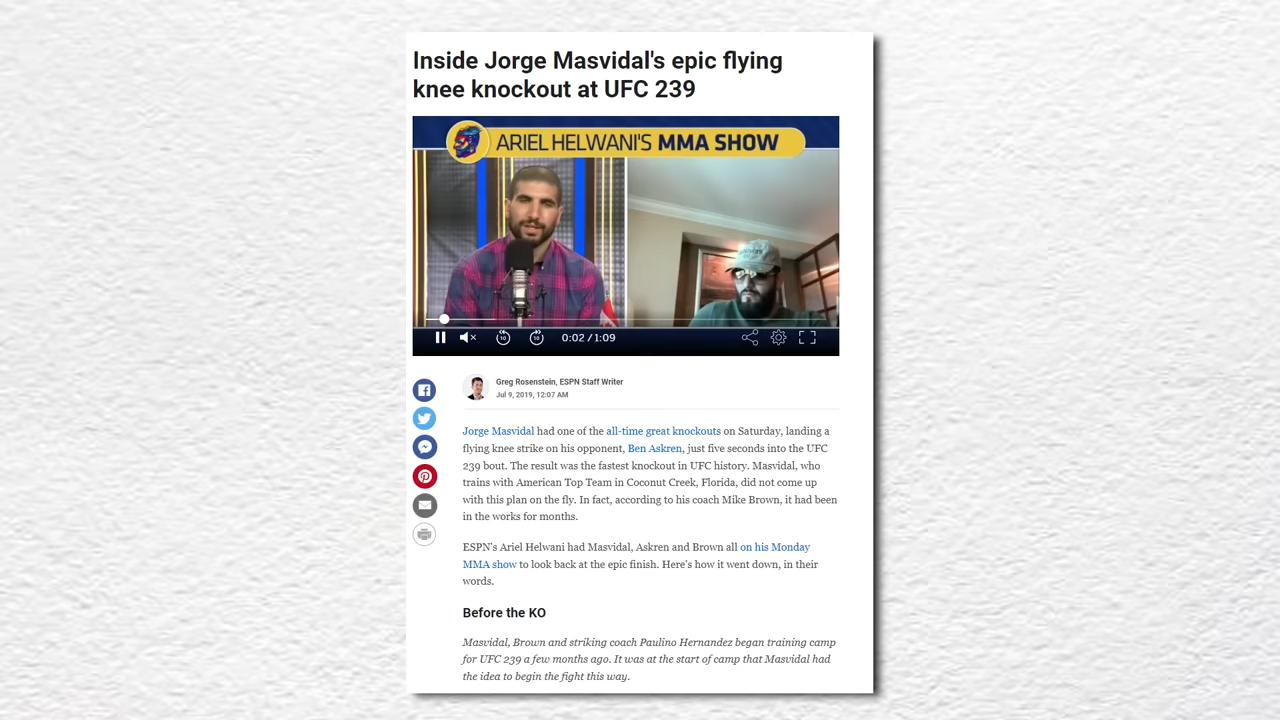 Inside Jorge Masvidal's epic flying
knee knockout at UFC 239
ARIEL HELWANI'S MMA SHOW
10
10
0:02 / 1:09
Greg Rosenstein, ESPN Staff Writer
Jul 9, 2019, 12:07 AM
Jorge Masvidal had one of the all-time great knockouts on Saturday, landing a
flying knee strike on his opponent, Ben Askren, just five seconds into the UFC
239 bout. The result was the fastest knockout in UFC history. Masvidal, who
trains with American Top Team in Coconut Creek, Florida, did not come up
with this plan on the fly. In fact, according to his coach Mike Brown, it had been
in the works for months.
ESPN's Ariel Helwani had Masvidal, Askren and Brown all on his Monday
MMA show to look back at the epic finish. Here's how it went down, in their
words.
Before the KO
Masvidal, Brown and striking coach Paulino Hernandez began training camp
for UFC 239 a few months ago. It was at the start of camp that Masvidal had
the idea to begin the fight this way.